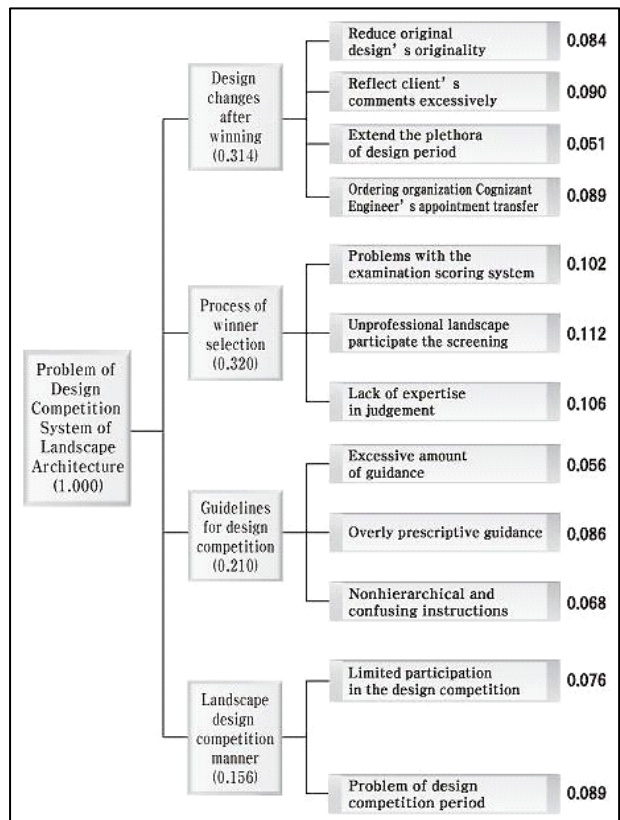 Problem of
Design
Competition
System of
Landscape
Architecture
(1.000)
Design
changes
after
winning
(0.314)
Reduce original
design’ s originality
0.084
Reflect client’ s
comments excessively
0.090
Extend the plethora
of design period
0.051
Ordering organization Cognizant
Engineer’ s appointment transfer
0.089
Process of
winner
selection
(0.320)
Problems with the
examination scoring system
0.102
Unprofessional landscape
participate the screening
0.112
Lack of expertise
in judgement
0.106
Guidelines
for design
competition
(0.210)
Excessive amount
of guidance
0.056
Overly prescriptive guidance
0.086
Nonhierarchical and
confusing instructions
0.068
Landscape
design
competition
manner
(0.156)
Limited participation
in the design competition
0.076
Problem of design
competition period
0.089